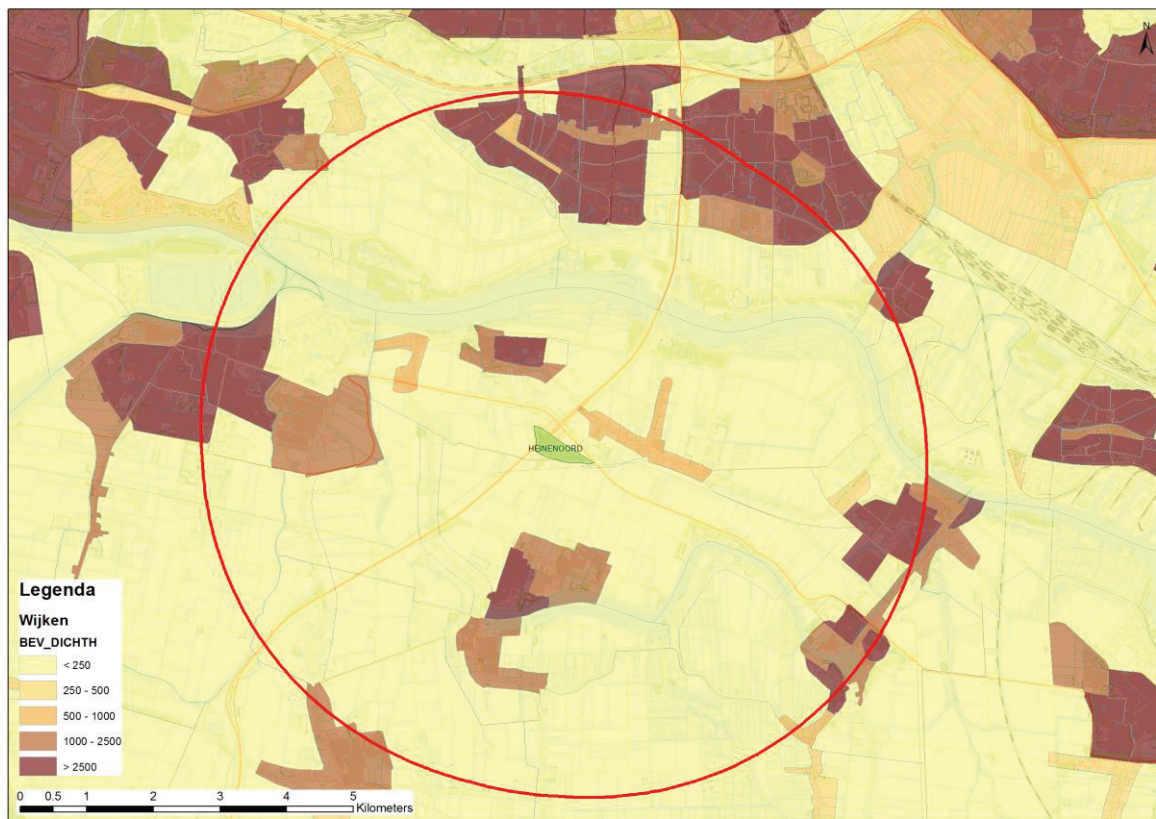 N
HEINENOORD
Legenda
Wijken
BEV_DICHTH
< 250
250 - 500
500 - 1000
1000 - 2500
> 2500
0 0.5 1 2 3 4 5
Kilometers